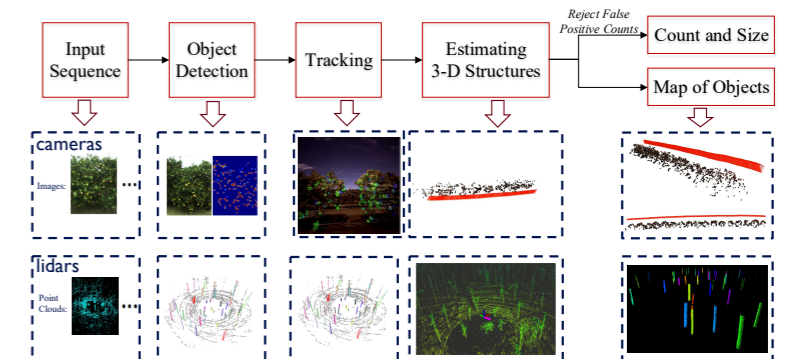 Input
Sequence
Object
Detection
Tracking
Estimating
3-D Structures
Reject False
Positive Counts
Count and Size
Map of Objects
cameras
Images:
...
lidars
Point
Clouds:
...